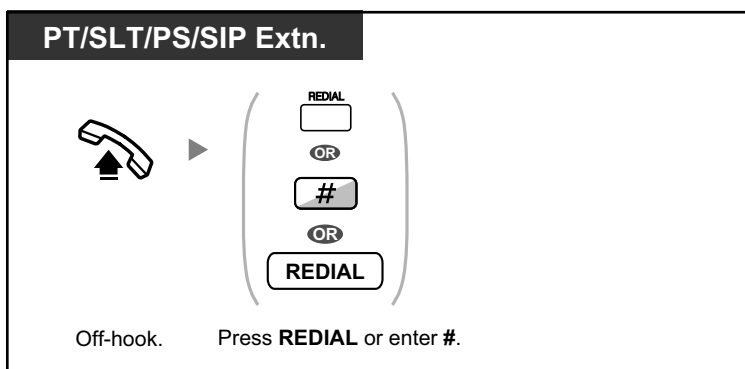 PT/SLT/PS/SIP Extn.
REDIAL
OR
#
OR
REDIAL
Off-hook. Press REDIAL or enter #.